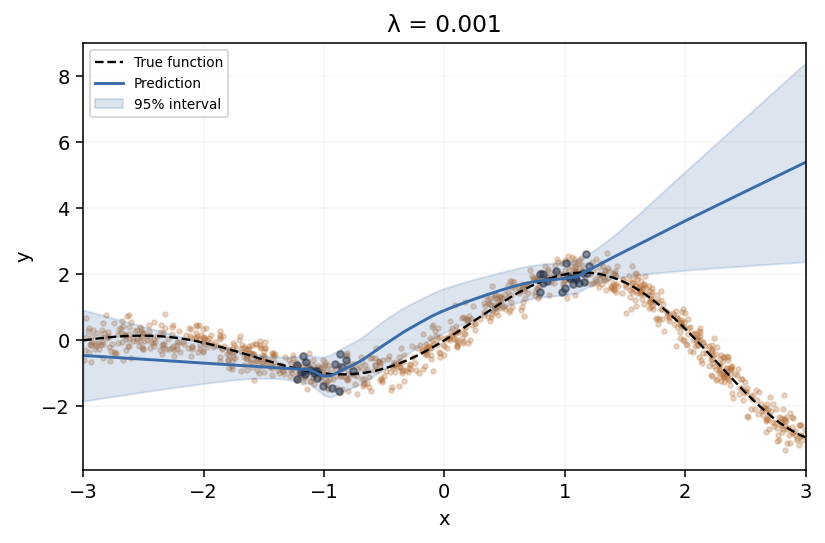 λ = 0.001
True function
Prediction
95% interval
y
8
6
4
2
0
−2
−3 −2 −1 0 1 2 3
x